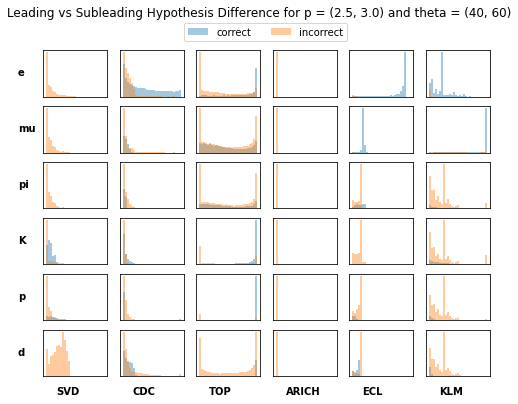 Leading vs Subleading Hypothesis Difference for p = (2.5, 3.0) and theta = (40, 60)
correct incorrect
e
mu
pi
K
p
d
SVD CDC TOP ARICH ECL KLM